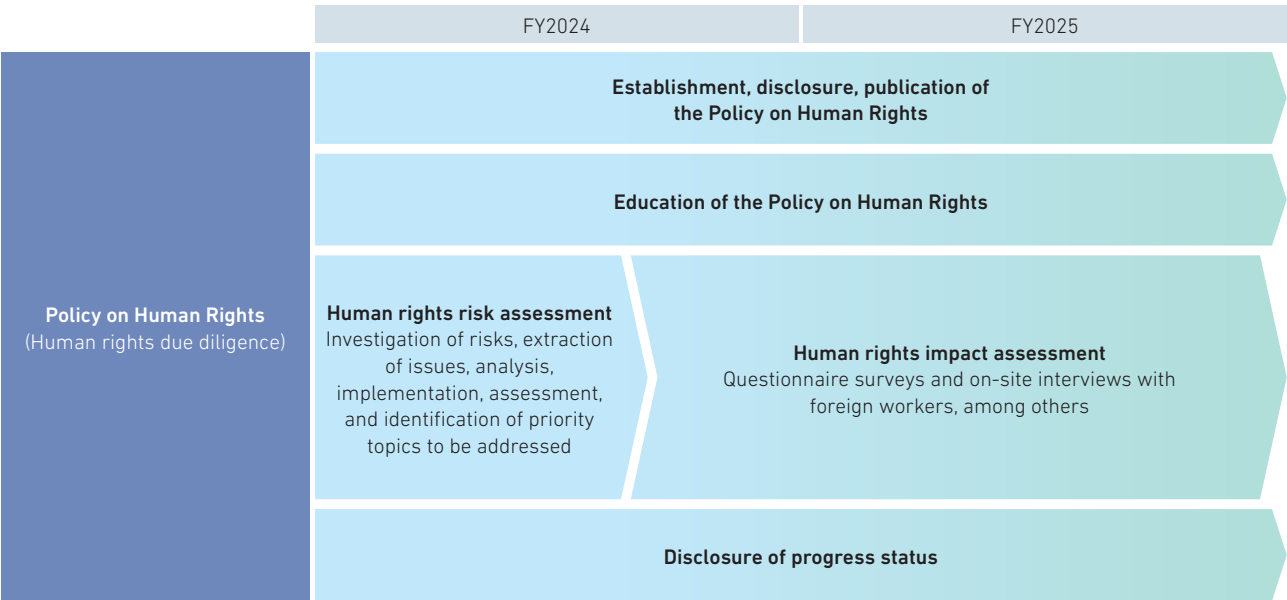 FY2024
FY2025
Policy on Human Rights
(Human rights due diligence)
Establishment, disclosure, publication of
the Policy on Human Rights
Education of the Policy on Human Rights
Human rights risk assessment
Investigation of risks, extraction
of issues, analysis,
implementation, assessment,
and identification of priority
topics to be addressed
Human rights impact assessment
Questionnaire surveys and on-site interviews with
foreign workers, among others
Disclosure of progress status